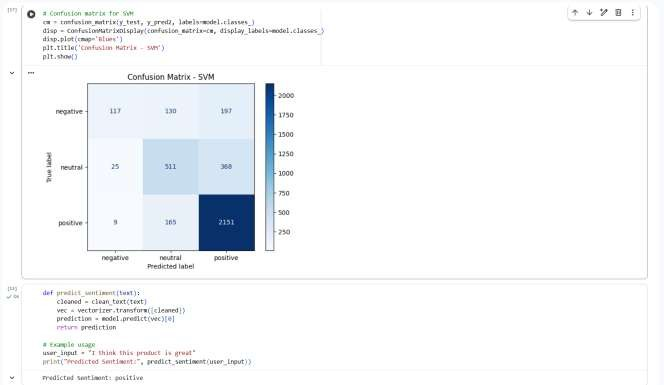 [17]
# Confusion matrix for SVM
cm = confusion_matrix(y_test, y_pred2, labels=model.classes_)
disp = ConfusionMatrixDisplay(confusion_matrix=cm, display_labels=model.classes_)
disp.plot(cmap='Blues')
plt.title('Confusion Matrix - SVM')
plt.show()
Confusion Matrix - SVM
negative 117 130 197
neutral 25 511 368
positive 9 165 2151
negative neutral positive
Predicted label
True label
2000
1750
1500
1250
1000
750
500
250
def predict_sentiment(text):
cleaned = clean_text(text)
vec = vectorizer.transform([cleaned])
prediction = model.predict(vec)[0]
return prediction
# Example usage
user_input = "I think this product is great"
print("Predicted Sentiment:", predict_sentiment(user_input))
Predicted Sentiment: positive